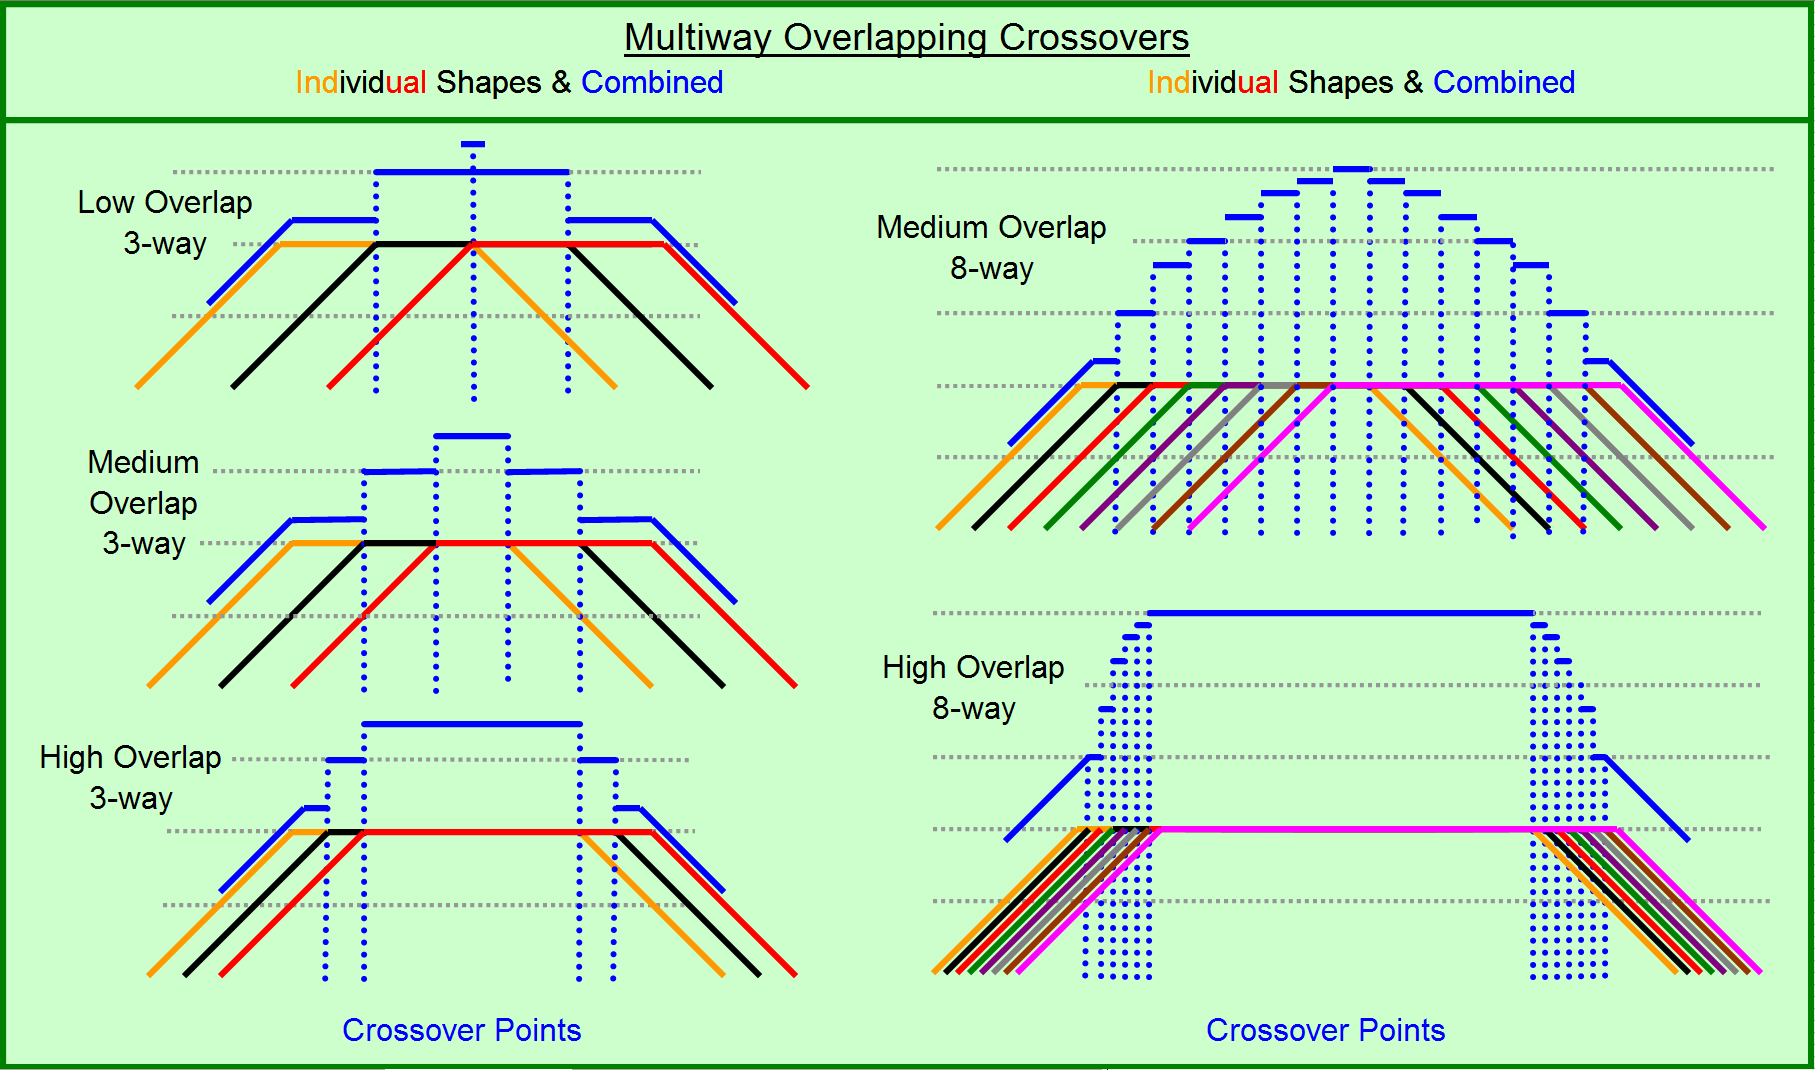 Multiway Overlapping Crossovers
Individual Shapes & Combined
Individual Shapes & Combined
Low Overlap
3-way
Medium
Overlap
3-way
High Overlap
3-way
Crossover Points
Medium Overlap
8-way
High Overlap
8-way
Crossover Points